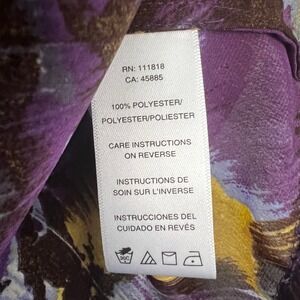 RN: 111818
CA: 45885
100% POLYESTER/
POLYESTER/POLIESTER
CARE INSTRUCTIONS
ON REVERSE
INSTRUCTIONS DE
SOIN SUR L'INVERSE
INSTRUCCIONES DEL
CUIDADO EN REVÉS